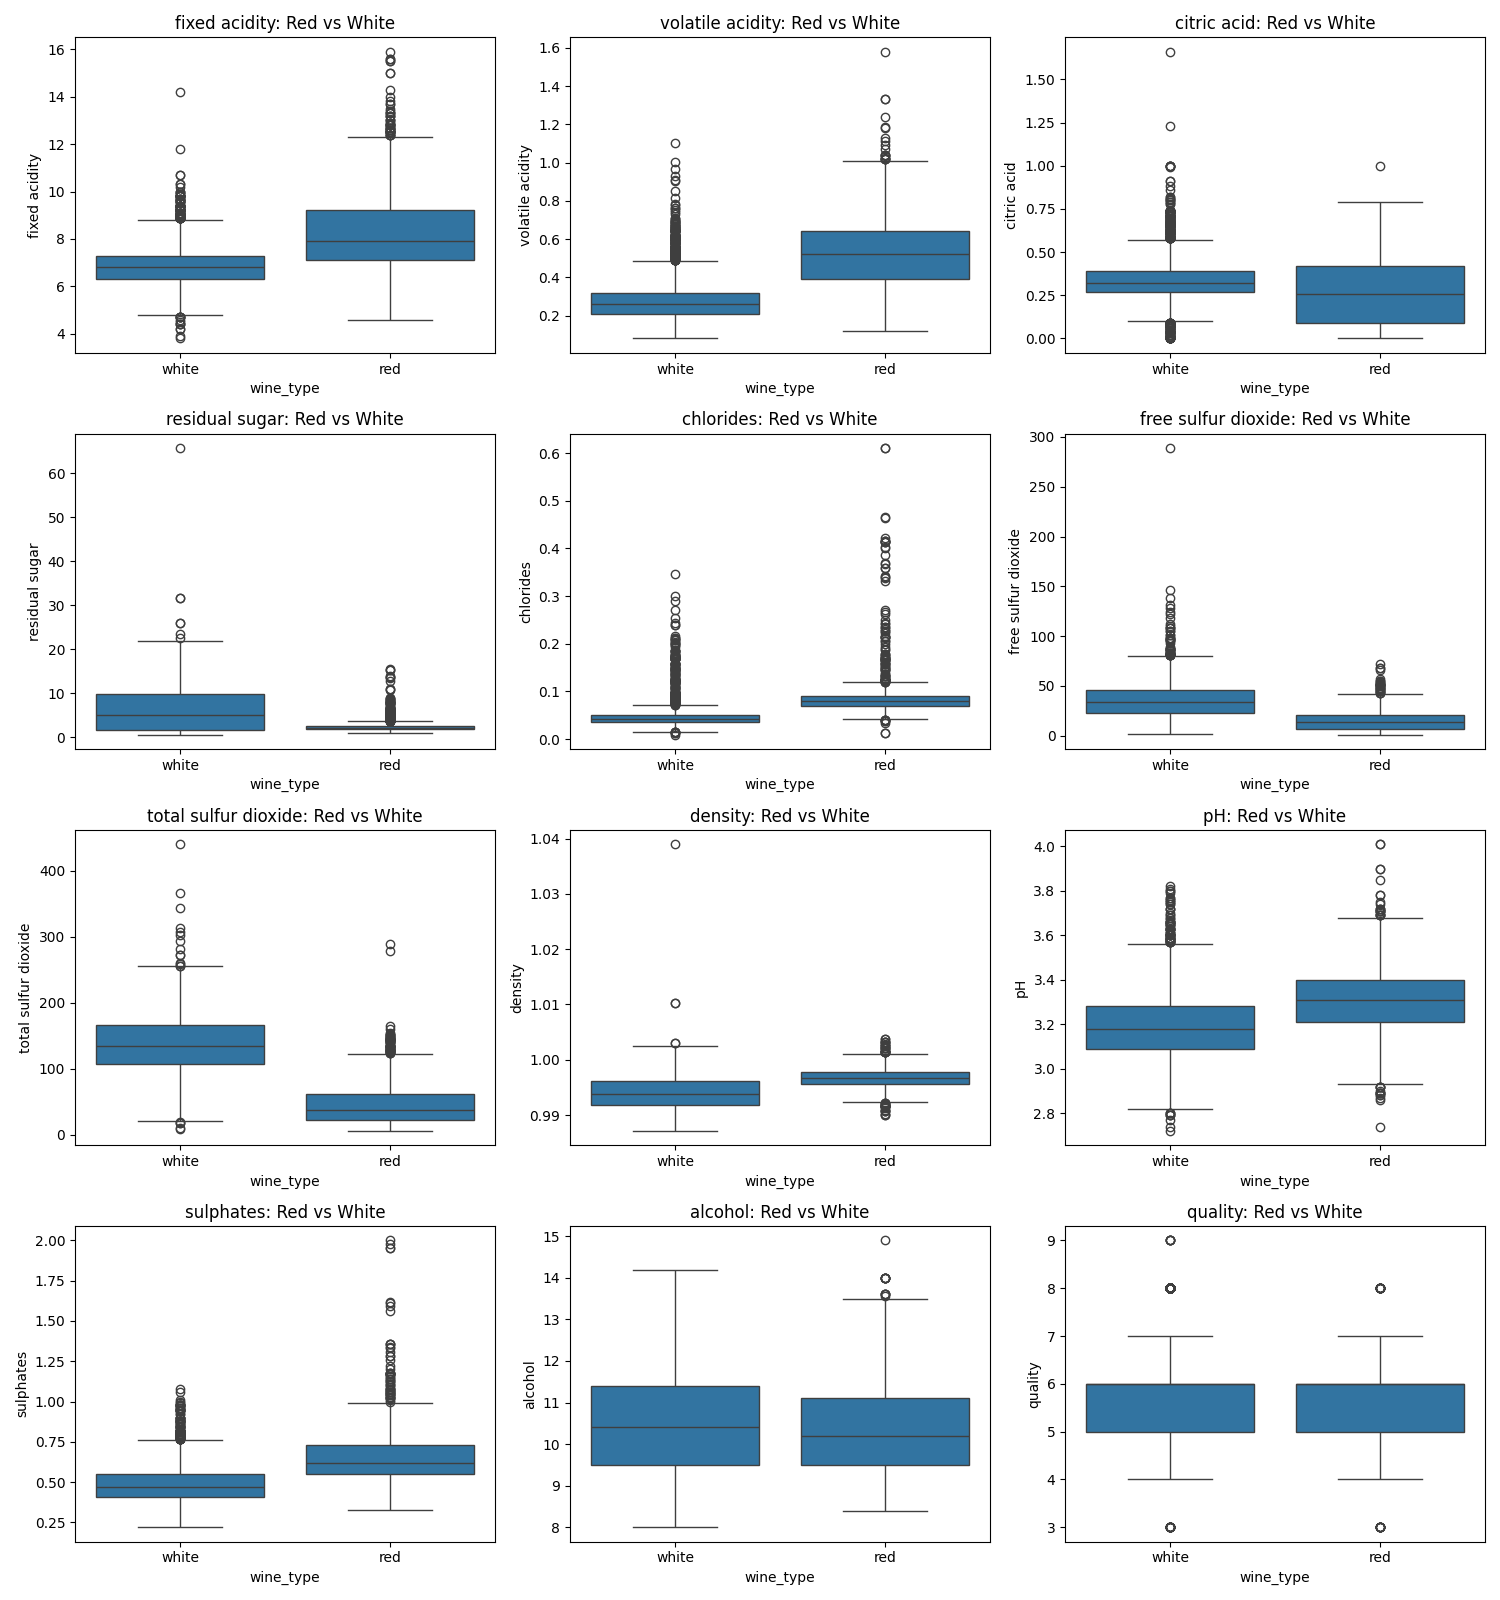 fixed acidity: Red vs White
fixed acidity
16
14
12
10
8
6
4
white red
wine_type
volatile acidity: Red vs White
volatile acidity
1.6
1.4
1.2
1.0
0.8
0.6
0.4
0.2
white red
wine_type
citric acid: Red vs White
citric acid
1.50
1.25
1.00
0.75
0.50
0.25
0.00
white red
wine_type
residual sugar: Red vs White
residual sugar
60
50
40
30
20
10
0
white red
wine_type
chlorides: Red vs White
chlorides
0.6
0.5
0.4
0.3
0.2
0.1
0.0
white red
wine_type
free sulfur dioxide: Red vs White
free sulfur dioxide
300
250
200
150
100
50
0
white red
wine_type
total sulfur dioxide: Red vs White
total sulfur dioxide
400
300
200
100
0
white red
wine_type
density: Red vs White
density
1.04
1.03
1.02
1.01
1.00
0.99
white red
wine_type
pH: Red vs White
pH
4.0
3.8
3.6
3.4
3.2
3.0
2.8
white red
wine_type
sulphates: Red vs White
sulphates
2.00
1.75
1.50
1.25
1.00
0.75
0.50
0.25
white red
wine_type
alcohol: Red vs White
alcohol
15
14
13
12
11
10
9
8
white red
wine_type
quality: Red vs White
quality
9
8
7
6
5
4
3
white red
wine_type